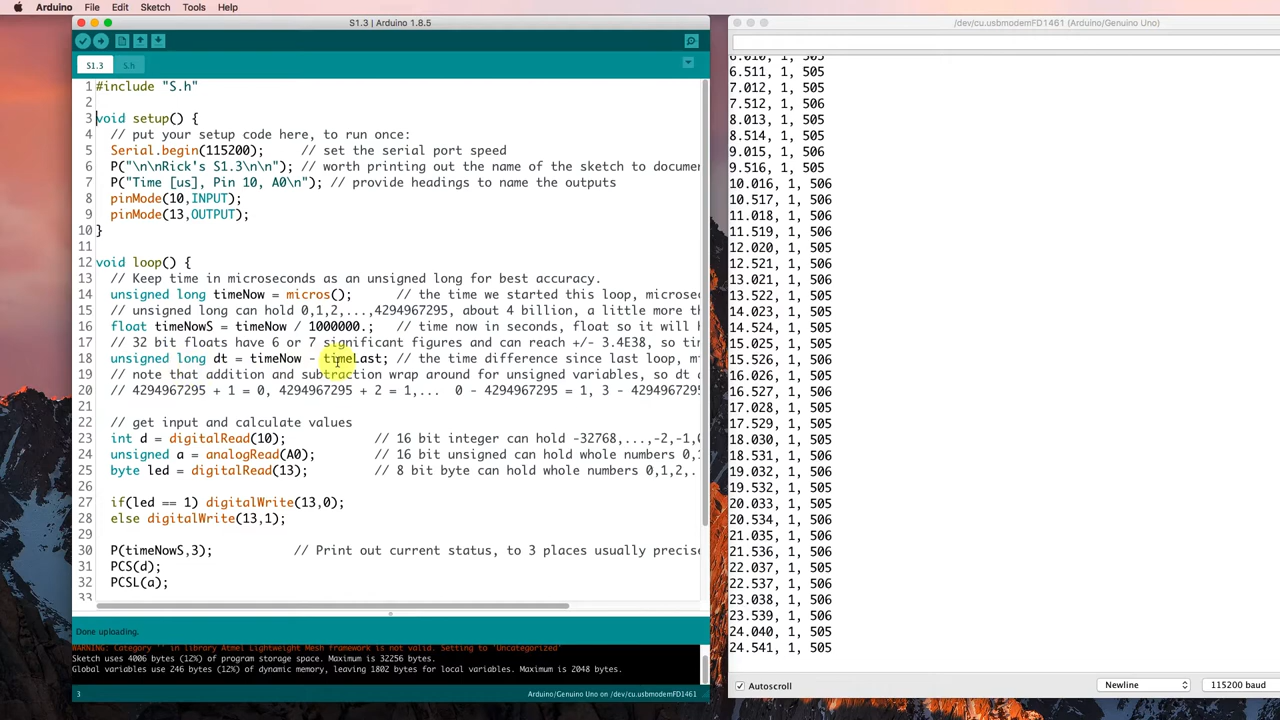 Arduino File Edit Sketch Tools Help
S1.3 | Arduino 1.8.5
S1.3 S.h
1 #include "S.h"
2
3 void setup() {
4 // put your setup code here, to run once:
5 Serial.begin(115200); // set the serial port speed
6 P("\n\nRick's S1.3\n\n"); // worth printing out the name of the sketch to documen
7 P("Time [us], Pin 10, A0\n"); // provide headings to name the outputs
8 pinMode(10,INPUT);
9 pinMode(13,OUTPUT);
10 }
11
12 void loop() {
13 // Keep time in microseconds as an unsigned long for best accuracy.
14 unsigned long timeNow = micros(); // the time we started this loop, microsec
15 // unsigned long can hold 0,1,2,...,4294967295, about 4 billion, a little more th
16 float timeNowS = timeNow / 1000000.; // time now in seconds, float so it will h
17 // 32 bit floats have 6 or 7 significant figures and can reach +/- 3.4E38, so tim
18 unsigned long dt = timeNow - timeLast; // the time difference since last loop, mi
19 // note that addition and subtraction wrap around for unsigned variables, so dt a
20 // 4294967295 + 1 = 0, 4294967295 + 2 = 1,... 0 - 4294967295 = 1, 3 - 4294967295
21
22 // get input and calculate values
23 int d = digitalRead(10); // 16 bit integer can hold -32768,...,-2,-1,0
24 unsigned a = analogRead(A0); // 16 bit unsigned can hold whole numbers 0,1
25 byte led = digitalRead(13); // 8 bit byte can hold whole numbers 0,1,2,..
26
27 if(led == 1) digitalWrite(13,0);
28 else digitalWrite(13,1);
29
30 P(timeNowS,3); // Print out current status, to 3 places usually precise
31 PCS(d);
32 PCSL(a);
33
Done uploading.
WARNING: Category '' in library Atmel Lightweight Mesh framework is not valid. Setting to 'Uncategorized'
Sketch uses 4006 bytes (12%) of program storage space. Maximum is 32256 bytes.
Global variables use 246 bytes (12%) of dynamic memory, leaving 1802 bytes for local variables. Maximum is 2048 bytes.
3 Arduino/Genuino Uno on /dev/cu.usbmodemFD1461
/dev/cu.usbmodemFD1461 (Arduino/Genuino Uno)
6.010, 1, 505
6.511, 1, 505
7.012, 1, 505
7.512, 1, 506
8.013, 1, 505
8.514, 1, 505
9.015, 1, 506
9.516, 1, 505
10.016, 1, 506
10.517, 1, 506
11.018, 1, 506
11.519, 1, 506
12.020, 1, 505
12.521, 1, 506
13.021, 1, 505
13.522, 1, 505
14.023, 1, 505
14.524, 1, 505
15.025, 1, 505
15.526, 1, 505
16.026, 1, 505
16.527, 1, 506
17.028, 1, 505
17.529, 1, 506
18.030, 1, 505
18.531, 1, 506
19.032, 1, 505
19.532, 1, 506
20.033, 1, 505
20.534, 1, 506
21.035, 1, 506
21.536, 1, 506
22.037, 1, 505
22.537, 1, 506
23.038, 1, 506
23.539, 1, 506
24.040, 1, 505
24.541, 1, 505
Autoscroll Newline 115200 baud